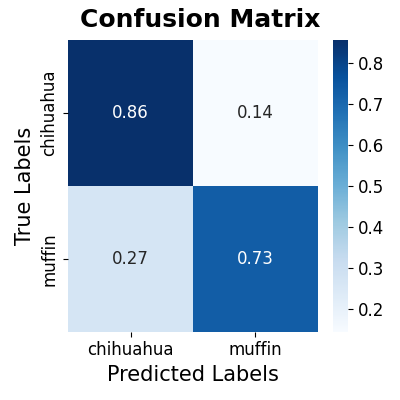 Confusion Matrix
True Labels
chihuahua
muffin
0.86 0.14
0.27 0.73
chihuahua muffin
Predicted Labels
0.8
0.7
0.6
0.5
0.4
0.3
0.2